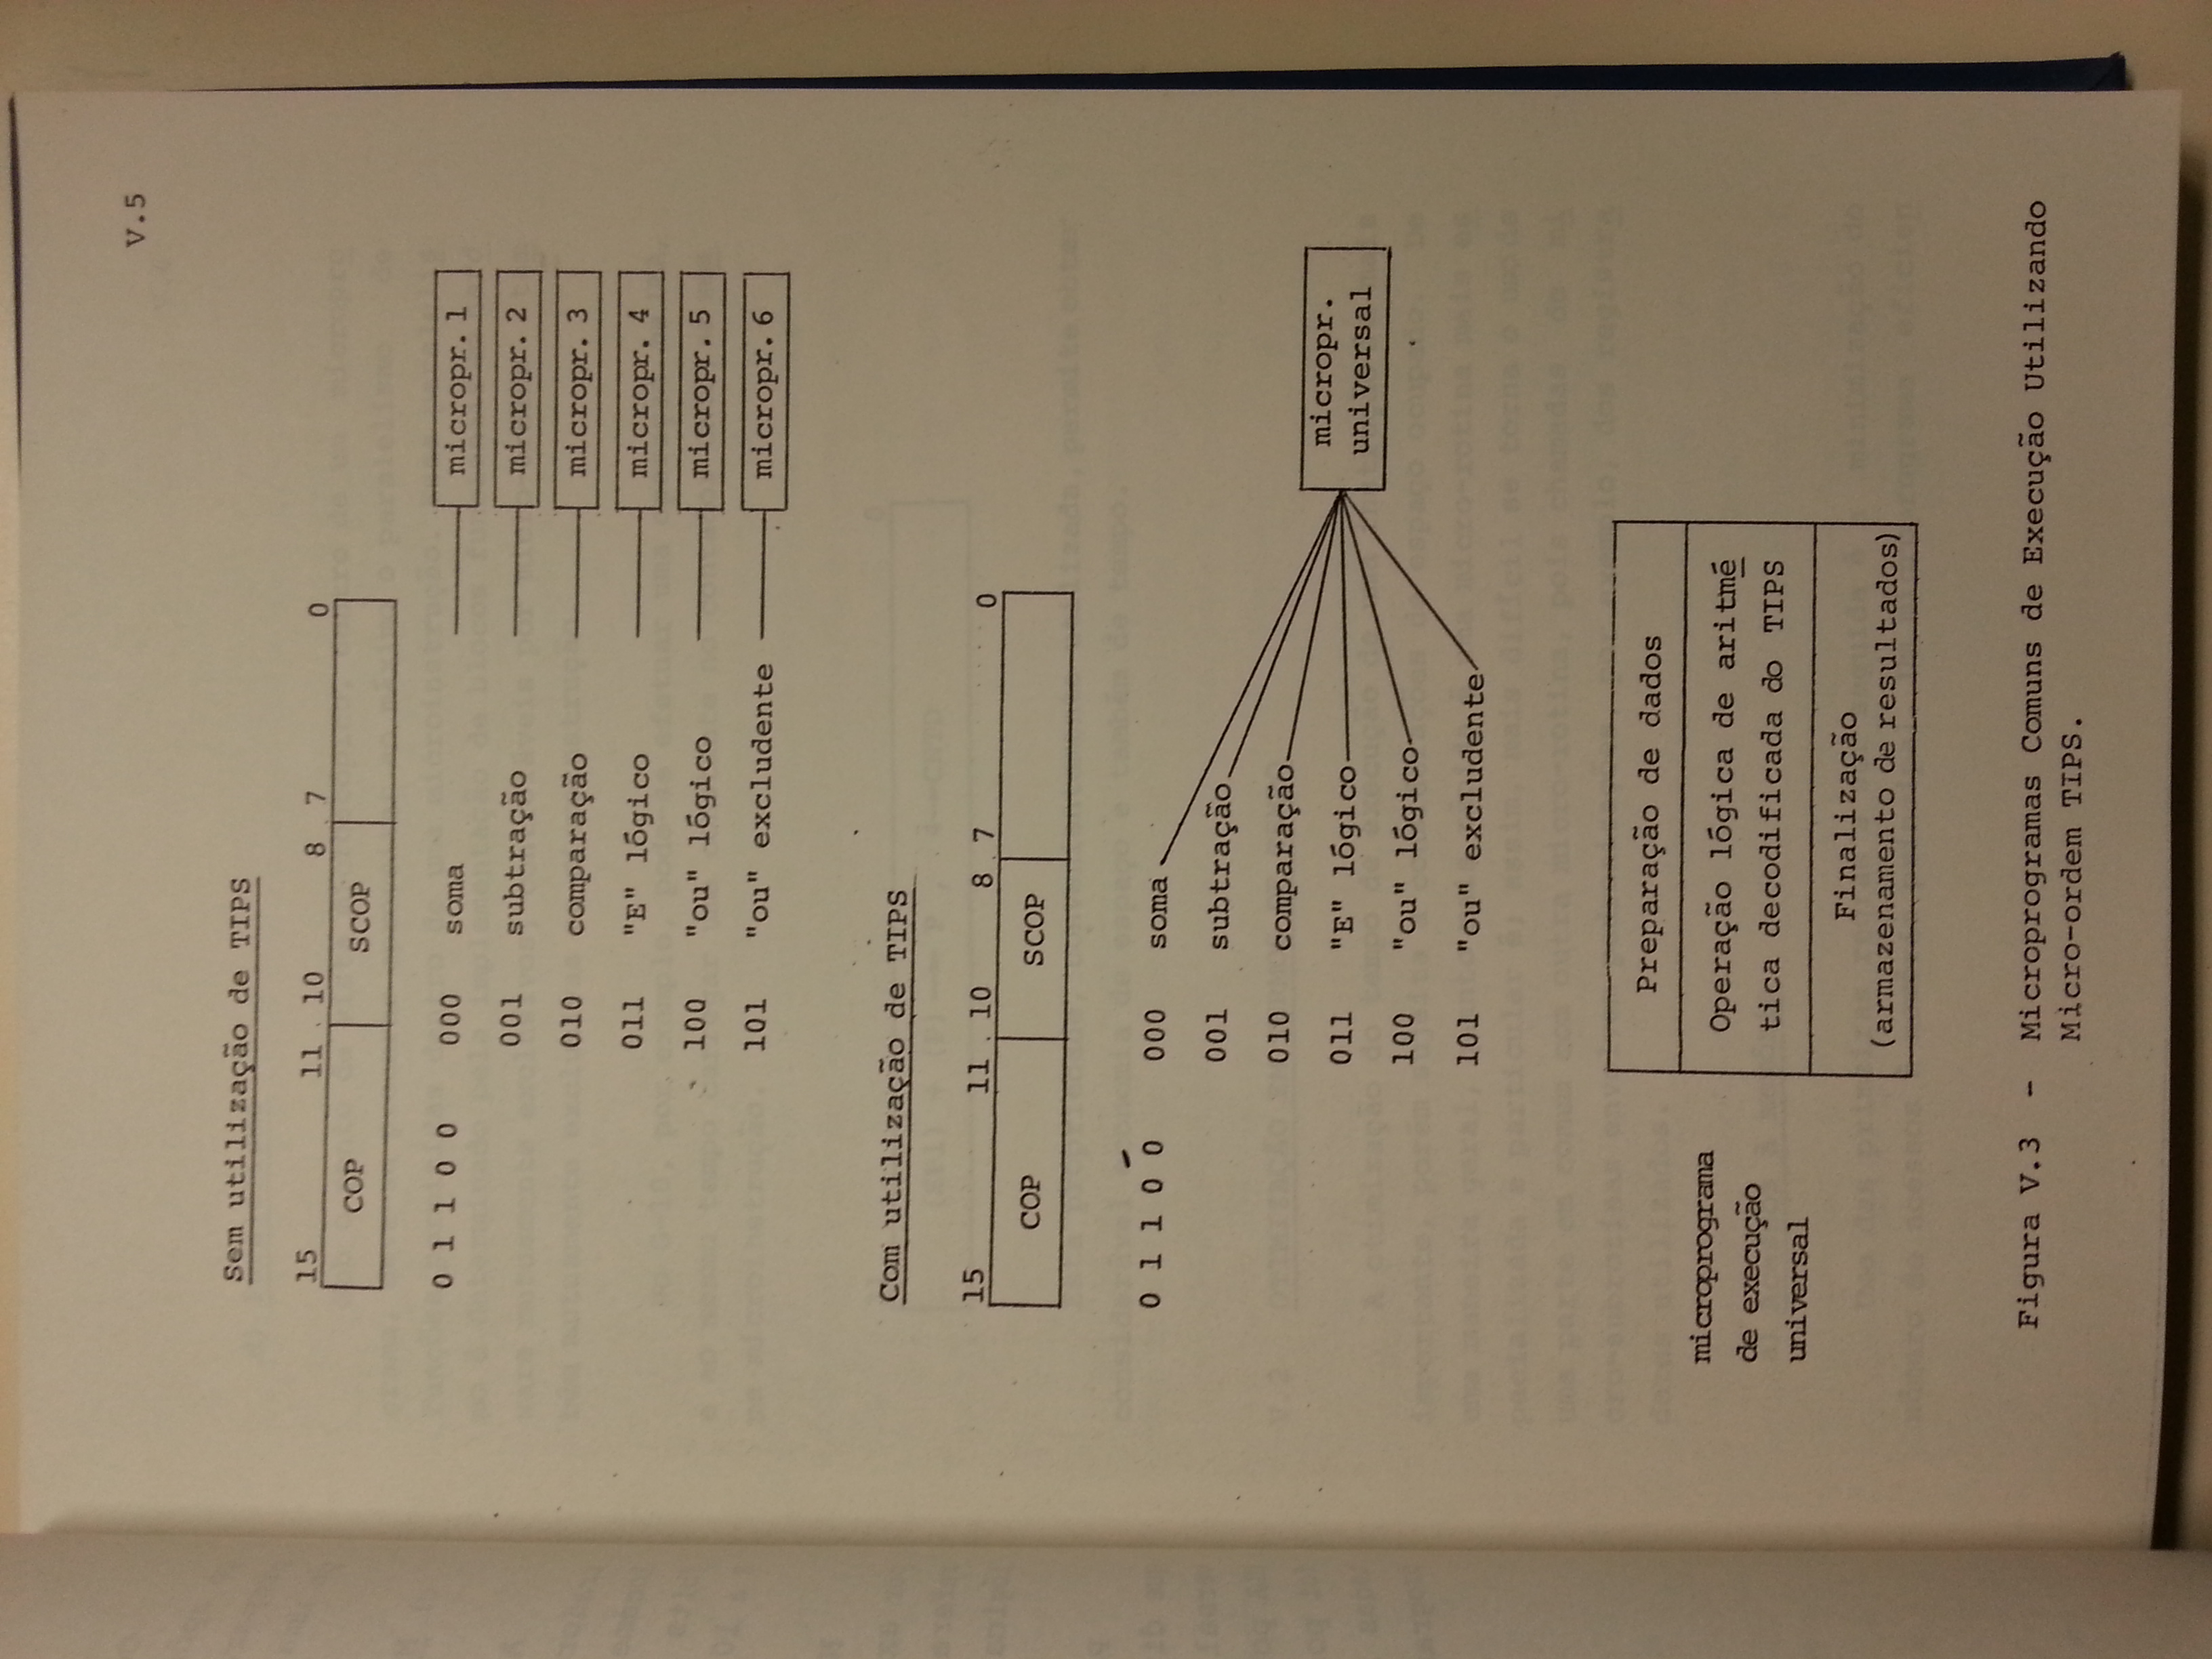 V.5
Sem utilização de TIPS
15 11 10 8 7 0
COP SCOP
0 1 1 0 0 000 soma micropr. 1
001 subtração micropr. 2
010 comparação micropr. 3
011 "E" lógico micropr. 4
100 "ou" lógico micropr. 5
101 "ou" excludente micropr. 6
Com utilização de TIPS
15 11 10 8 7 0
COP SCOP
0 1 1 0 0 000 soma
001 subtração
010 comparação
011 "E" lógico
100 "ou" lógico
101 "ou" excludente
micropr.
universal
microprograma
de execução
universal
Preparação de dados
Operação lógica de aritmé
tica decodificada do TIPS
Finalização
(armazenamento de resultados)
Figura V.3 - Microprogramas Comuns de Execução Utilizando
Micro-ordem TIPS.